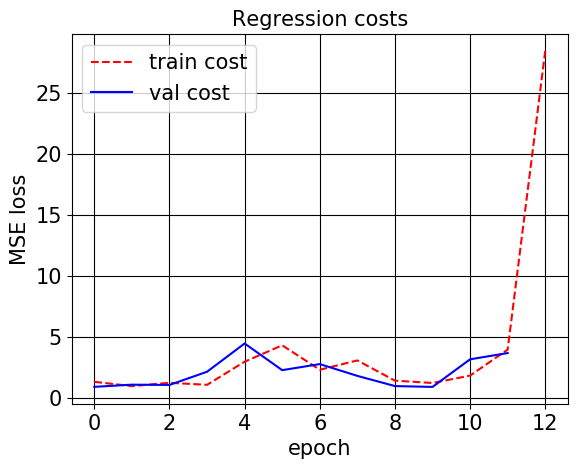 Regression costs
train cost
val cost
MSE loss
25
20
15
10
5
0
0 2 4 6 8 10 12
epoch